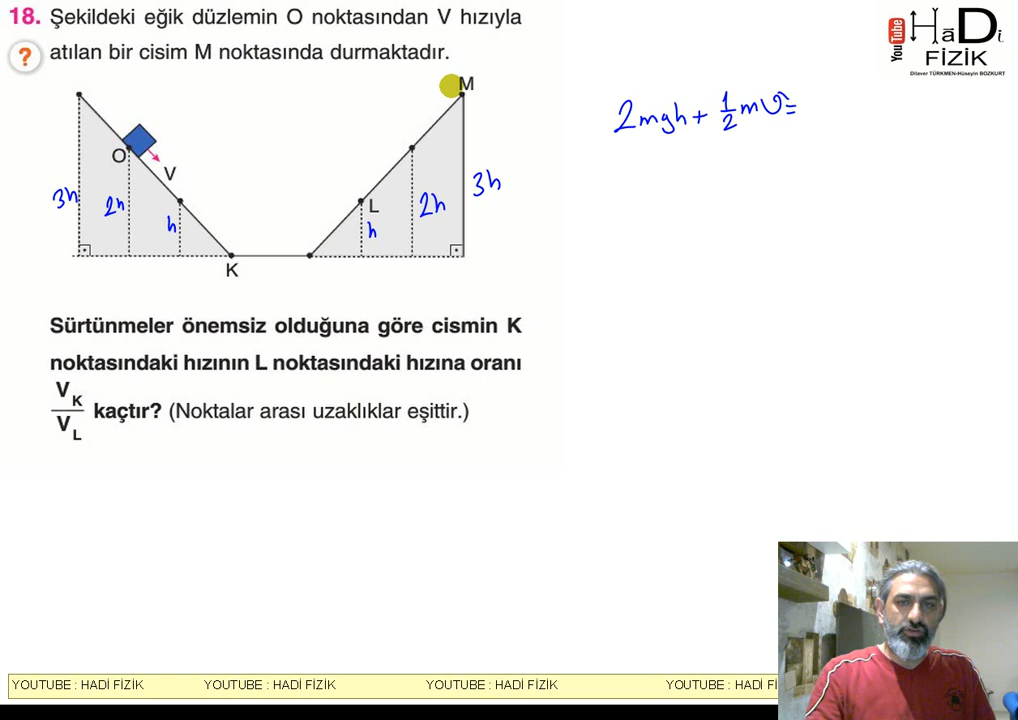 18. Şekildeki eğik düzlemin O noktasından V hızıyla
? atılan bir cisim M noktasında durmaktadır.
M
O
V
3h
2h
h
K
L
h
2h
3h
Sürtünmeler önemsiz olduğuna göre cismin K
noktasındaki hızının L noktasındaki hızına oranı
V_K / V_L kaçtır? (Noktalar arası uzaklıklar eşittir.)
2mgh + 1/2 mV² =
YouTube HaDi
FİZİK
Dilaver TÜRKMEN-Hüseyin BOZKURT
YOUTUBE : HADİ FİZİK YOUTUBE : HADİ FİZİK YOUTUBE : HADİ FİZİK YOUTUBE : HADİ Fİ